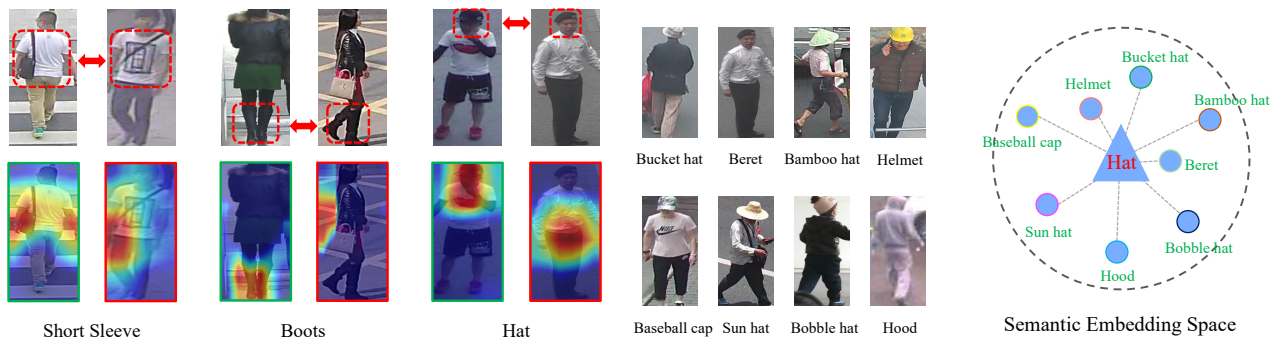 Short Sleeve
Boots
Hat
Bucket hat
Beret
Bamboo hat
Helmet
Baseball cap
Sun hat
Bobble hat
Hood
Bucket hat
Helmet
Bamboo hat
Baseball cap
Hat
Beret
Sun hat
Bobble hat
Hood
Semantic Embedding Space